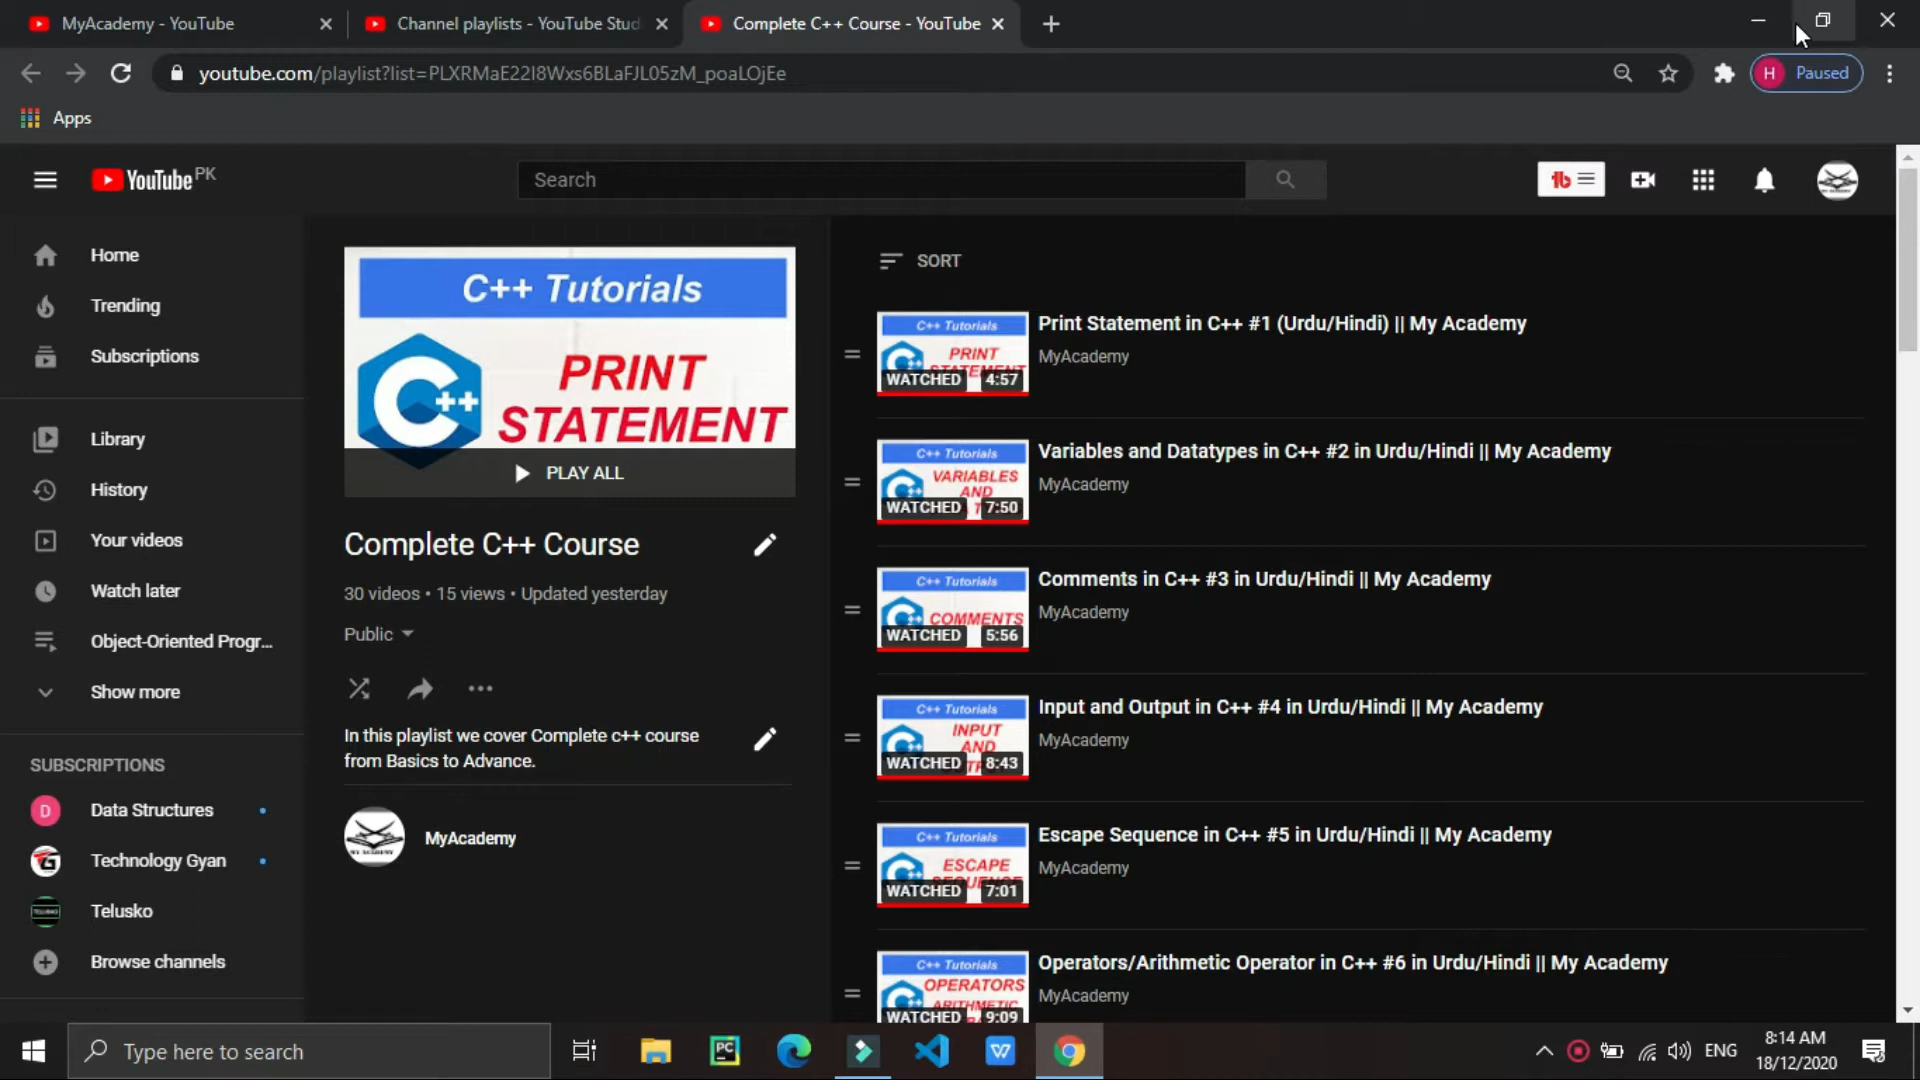 MyAcademy - YouTube
Channel playlists - YouTube Stud
Complete C++ Course - YouTube
youtube.com/playlist?list=PLXRMaE22I8Wxs6BLaFJL05zM_poaLOjEe
H Paused
Apps
YouTube PK
Search
Home
Trending
Subscriptions
Library
History
Your videos
Watch later
Object-Oriented Progr...
Show more
SUBSCRIPTIONS
D Data Structures
Technology Gyan
Telusko
Browse channels
C++ Tutorials
C++
PRINT
STATEMENT
PLAY ALL
Complete C++ Course
30 videos • 15 views • Updated yesterday
Public
In this playlist we cover Complete c++ course
from Basics to Advance.
MyAcademy
SORT
C++ Tutorials
PRINT
WATCHED 4:57
Print Statement in C++ #1 (Urdu/Hindi) || My Academy
MyAcademy
C++ Tutorials
VARIABLES
AND
WATCHED 7:50
Variables and Datatypes in C++ #2 in Urdu/Hindi || My Academy
MyAcademy
C++ Tutorials
COMMENTS
WATCHED 5:56
Comments in C++ #3 in Urdu/Hindi || My Academy
MyAcademy
C++ Tutorials
INPUT
AND
WATCHED 8:43
Input and Output in C++ #4 in Urdu/Hindi || My Academy
MyAcademy
C++ Tutorials
ESCAPE
WATCHED 7:01
Escape Sequence in C++ #5 in Urdu/Hindi || My Academy
MyAcademy
C++ Tutorials
OPERATORS
WATCHED 9:09
Operators/Arithmetic Operator in C++ #6 in Urdu/Hindi || My Academy
MyAcademy
Type here to search
PC
W
ENG
8:14 AM
18/12/2020